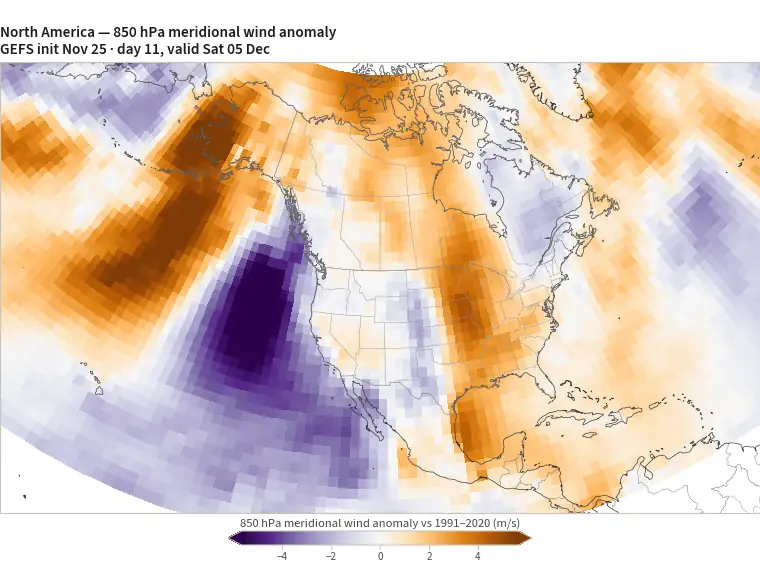 North America — 850 hPa meridional wind anomaly
GEFS init Nov 25 · day 11, valid Sat 05 Dec
850 hPa meridional wind anomaly vs 1991–2020 (m/s)
−4 −2 0 2 4